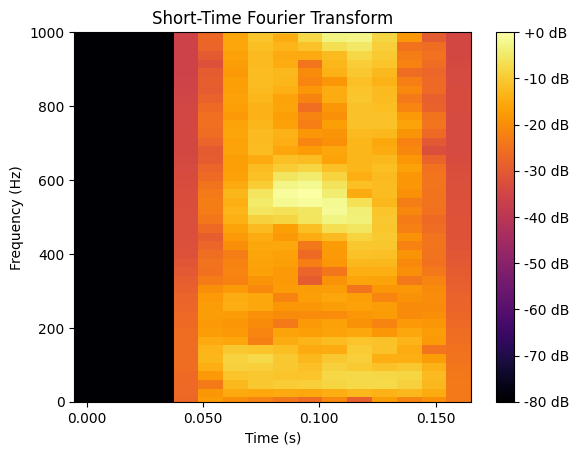 Short-Time Fourier Transform
1000
800
600
400
200
0
Frequency (Hz)
0.000
0.050
0.100
0.150
Time (s)
+0 dB
-10 dB
-20 dB
-30 dB
-40 dB
-50 dB
-60 dB
-70 dB
-80 dB